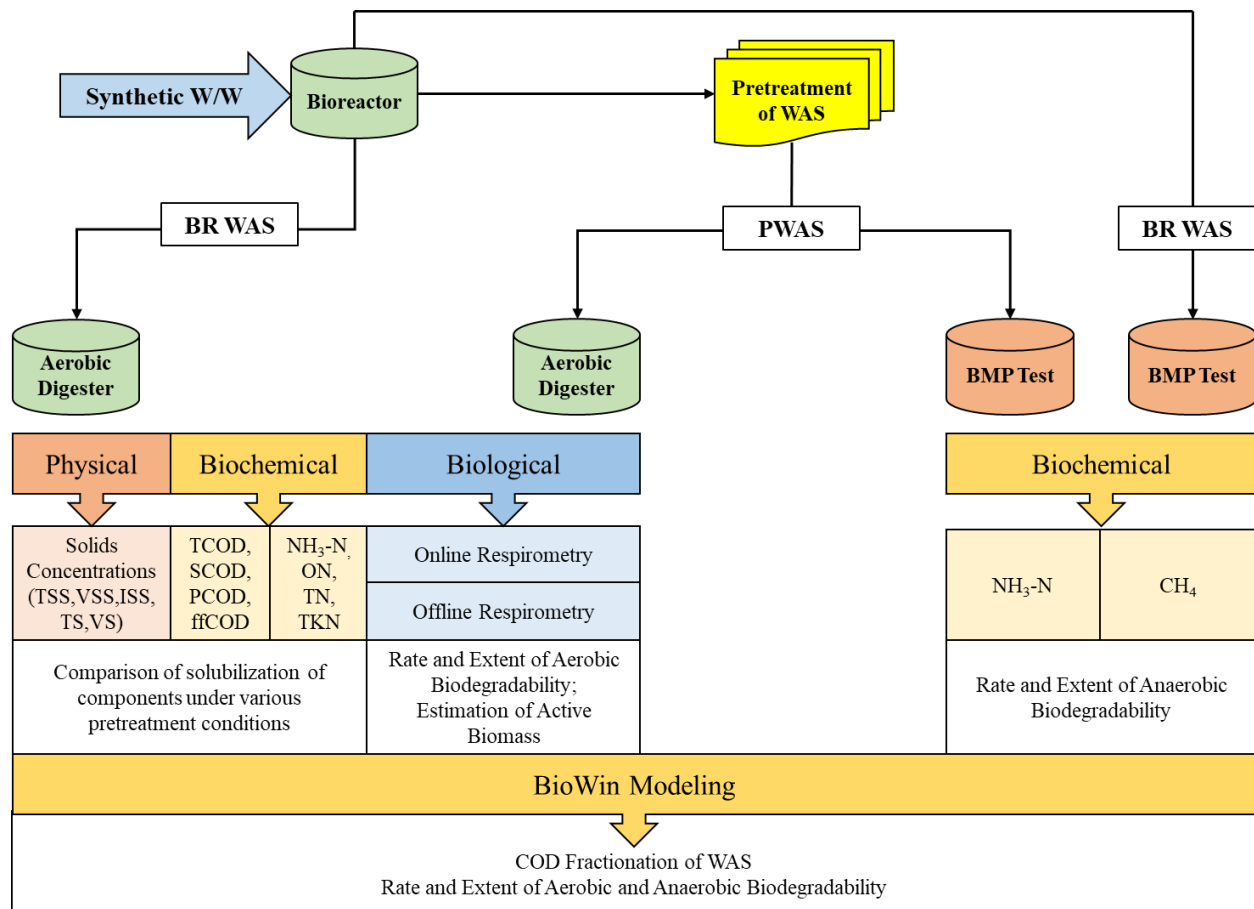 Synthetic W/W
Bioreactor
Pretreatment
of WAS
BR WAS
PWAS
BR WAS
Aerobic
Digester
Aerobic
Digester
BMP Test
BMP Test
Physical
Biochemical
Biological
Biochemical
Solids
Concentrations
(TSS,VSS,ISS,
TS,VS)
TCOD,
SCOD,
PCOD,
ffCOD
NH₃-N,
ON,
TN,
TKN
Online Respirometry
Offline Respirometry
NH₃-N
CH₄
Comparison of solubilization of
components under various
pretreatment conditions
Rate and Extent of Aerobic
Biodegradability;
Estimation of Active
Biomass
Rate and Extent of Anaerobic
Biodegradability
BioWin Modeling
COD Fractionation of WAS
Rate and Extent of Aerobic and Anaerobic Biodegradability